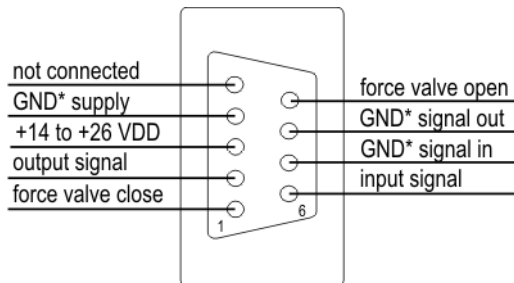 not connected
GND* supply
+14 to +26 VDD
output signal
force valve close
force valve open
GND* signal out
GND* signal in
input signal
1
6